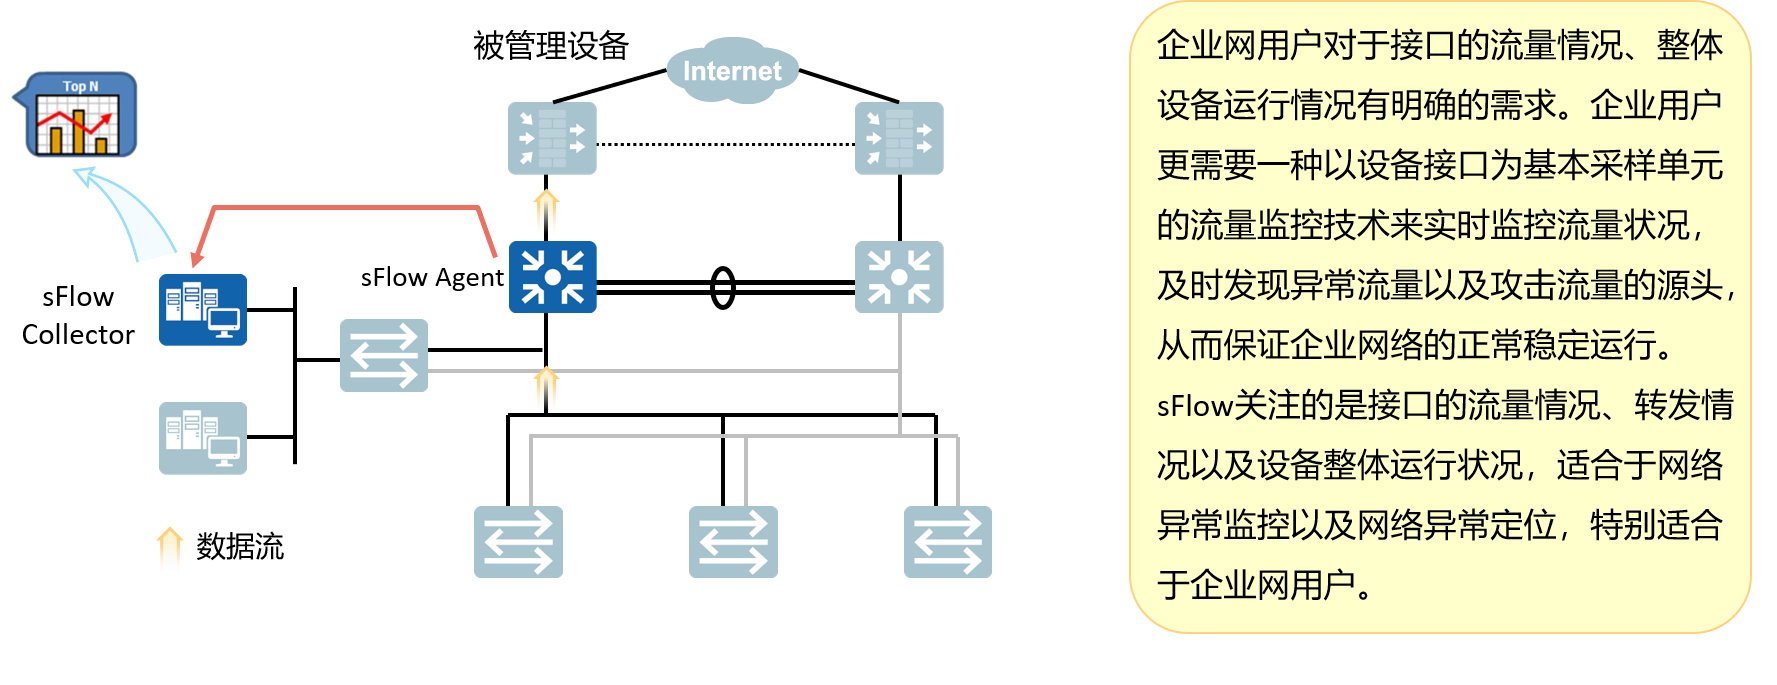 被管理设备
Internet
Top N
sFlow Agent
sFlow
Collector
数据流
企业网用户对于接口的流量情况、整体
设备运行情况有明确的需求。企业用户
更需要一种以设备接口为基本采样单元
的流量监控技术来实时监控流量状况，
及时发现异常流量以及攻击流量的源头，
从而保证企业网络的正常稳定运行。
sFlow关注的是接口的流量情况、转发情
况以及设备整体运行状况，适合于网络
异常监控以及网络异常定位，特别适合
于企业网用户。